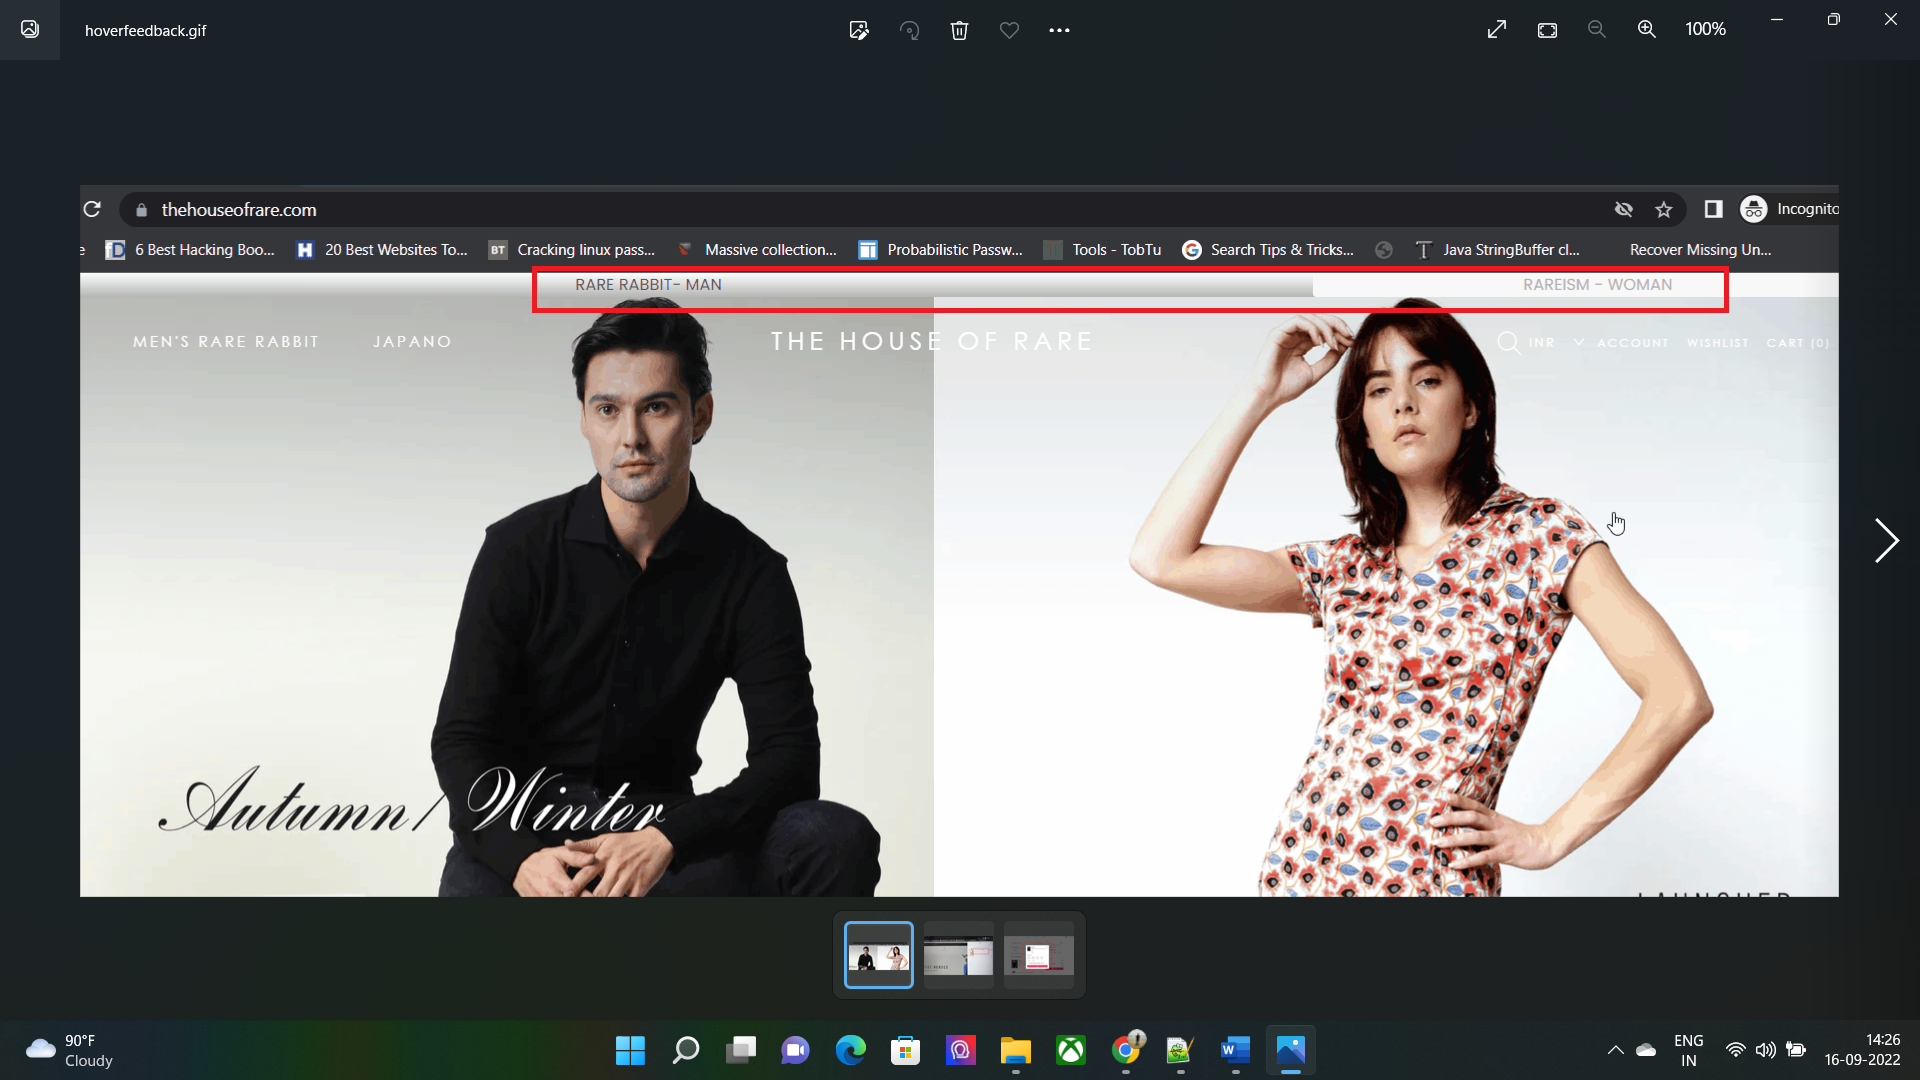 hoverfeedback.gif
100%
thehouseofrare.com
Incognito
e
6 Best Hacking Boo...
20 Best Websites To...
BT
Cracking linux pass...
Massive collection...
Probabilistic Passw...
Tools - TobTu
Search Tips & Tricks...
Java StringBuffer cl...
Recover Missing Un...
RARE RABBIT- MAN
RAREISM - WOMAN
MEN'S RARE RABBIT
JAPANO
THE HOUSE OF RARE
INR
ACCOUNT
WISHLIST
CART (0)
Autumn/ Winter
90°F
Cloudy
ENG
IN
14:26
16-09-2022